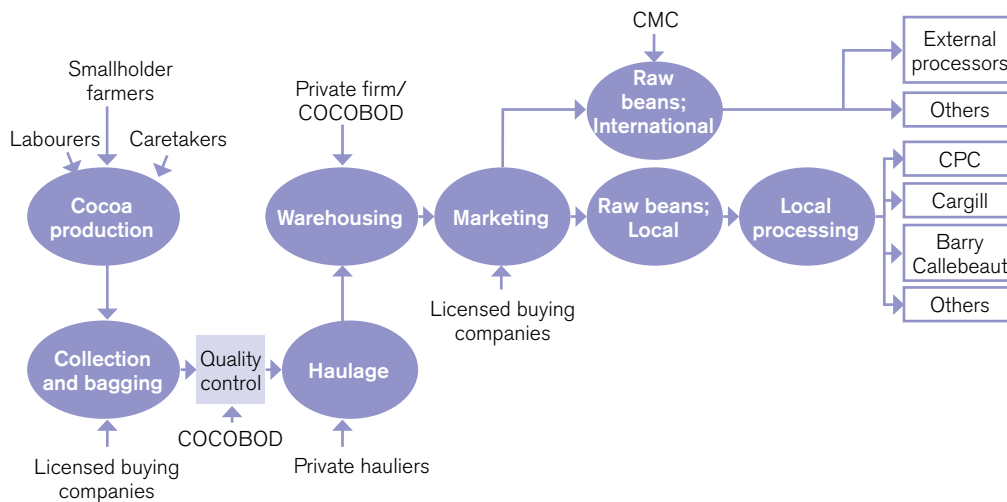 CMC
External
processors
Smallholder
farmers
Raw
beans;
International
Private firm/
COCOBOD
Others
Labourers
Caretakers
CPC
Cocoa
production
Warehousing
Marketing
Raw beans;
Local
Local
processing
Cargill
Barry
Callebeaut
Others
Licensed buying
companies
Collection
and bagging
Quality
control
Haulage
COCOBOD
Licensed buying
companies
Private hauliers